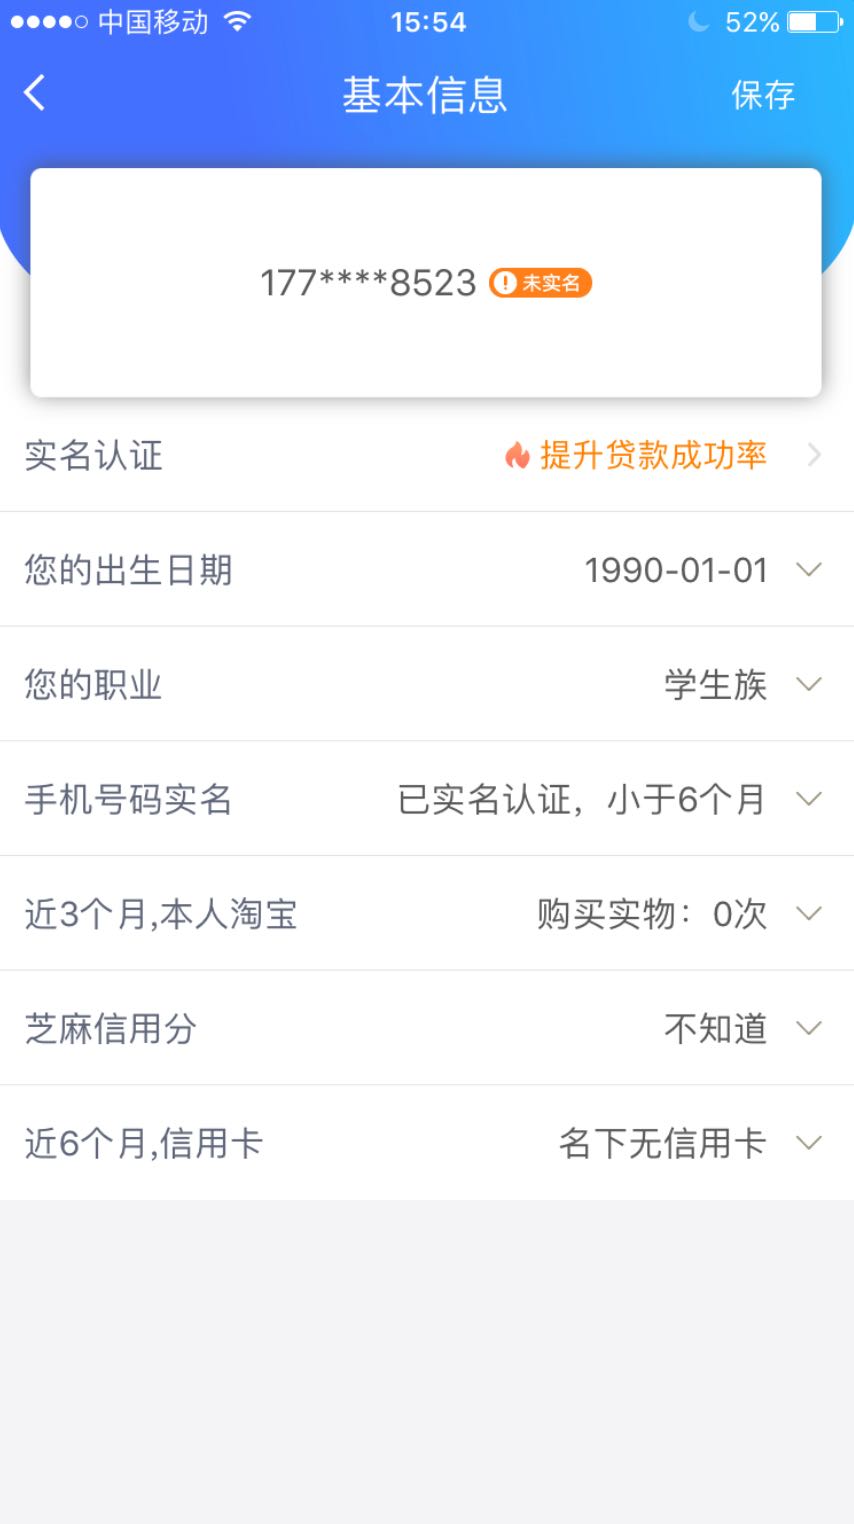 中国移动 15:54 52%
基本信息 保存
177****8523 未实名
实名认证 提升贷款成功率
您的出生日期 1990-01-01
您的职业 学生族
手机号码实名 已实名认证，小于6个月
近3个月,本人淘宝 购买实物：0次
芝麻信用分 不知道
近6个月,信用卡 名下无信用卡